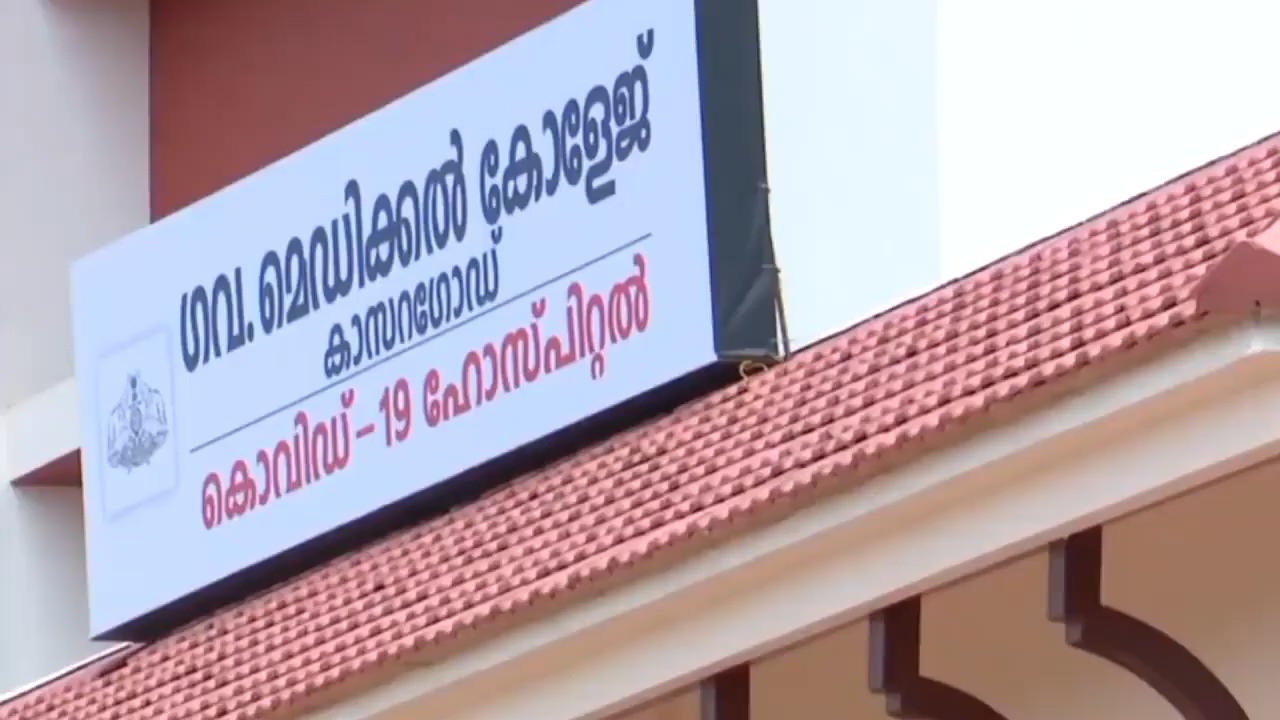 ഗവ. മെഡിക്കൽ കോളേജ്
കാസറഗോഡ്
കൊവിഡ് - 19 ഹോസ്പിറ്റൽ